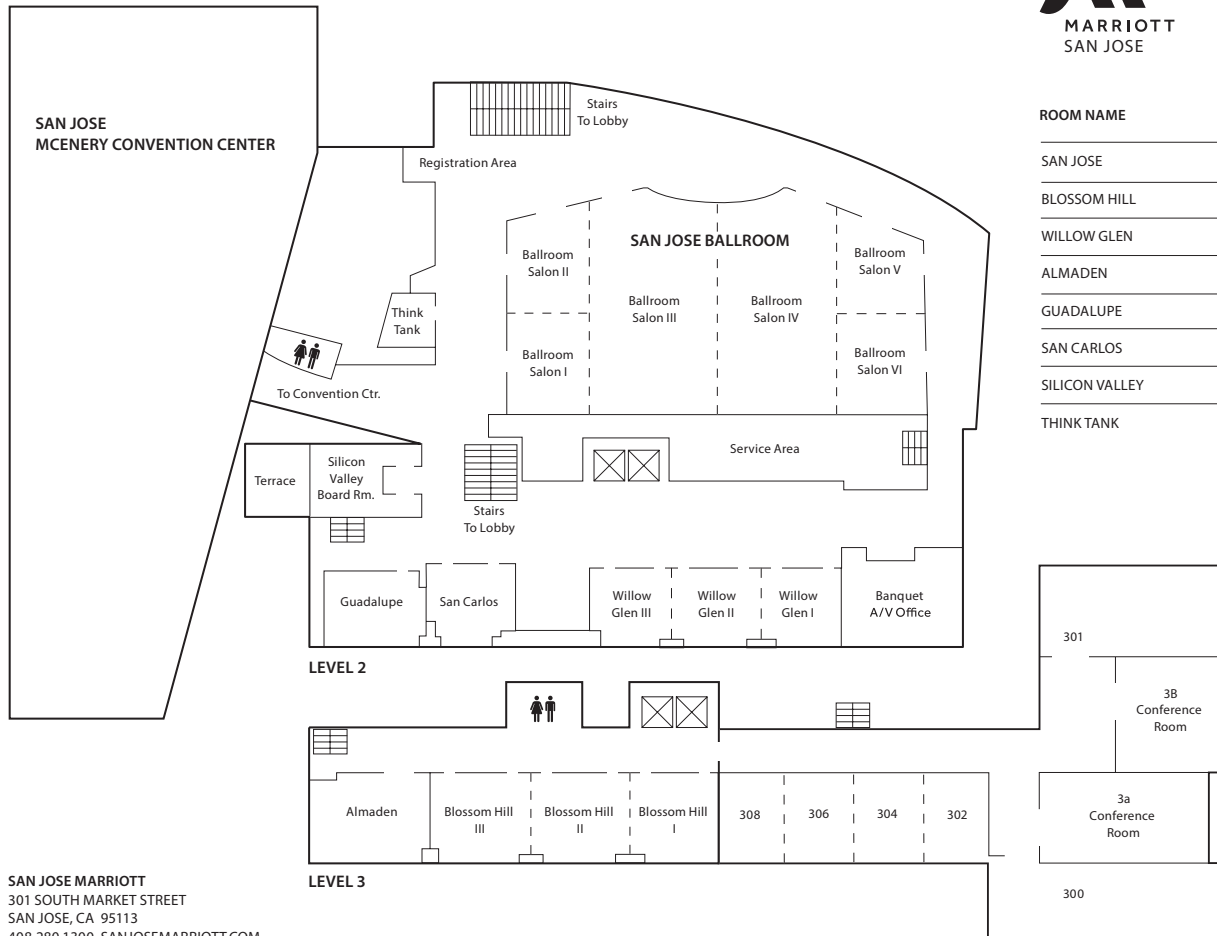 MARRIOTT
SAN JOSE
ROOM NAME
SAN JOSE
BLOSSOM HILL
WILLOW GLEN
ALMADEN
GUADALUPE
SAN CARLOS
SILICON VALLEY
THINK TANK
SAN JOSE
MCENERY CONVENTION CENTER
Stairs
To Lobby
Registration Area
SAN JOSE BALLROOM
Ballroom
Salon II
Ballroom
Salon V
Ballroom
Salon III
Ballroom
Salon IV
Think
Tank
Ballroom
Salon I
Ballroom
Salon VI
To Convention Ctr.
Service Area
Terrace
Silicon
Valley
Board Rm.
Stairs
To Lobby
Guadalupe
San Carlos
Willow
Glen III
Willow
Glen II
Willow
Glen I
Banquet
A/V Office
LEVEL 2
301
3B
Conference
Room
Almaden
Blossom Hill
III
Blossom Hill
II
Blossom Hill
I
308
306
304
302
3a
Conference
Room
LEVEL 3
300
SAN JOSE MARRIOTT
301 SOUTH MARKET STREET
SAN JOSE, CA 95113
408.280.1300 SANJOSEMARRIOTT.COM